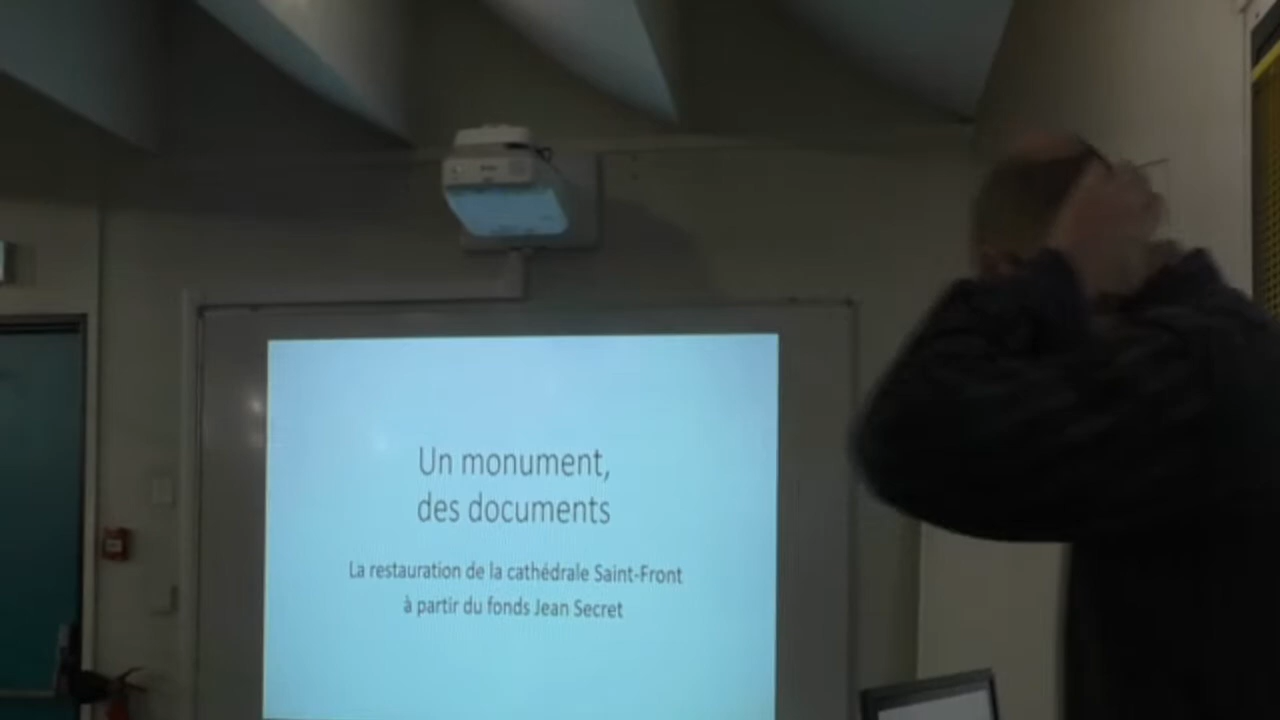 Un monument,
des documents
La restauration de la cathédrale Saint-Front
à partir du fonds Jean Secret